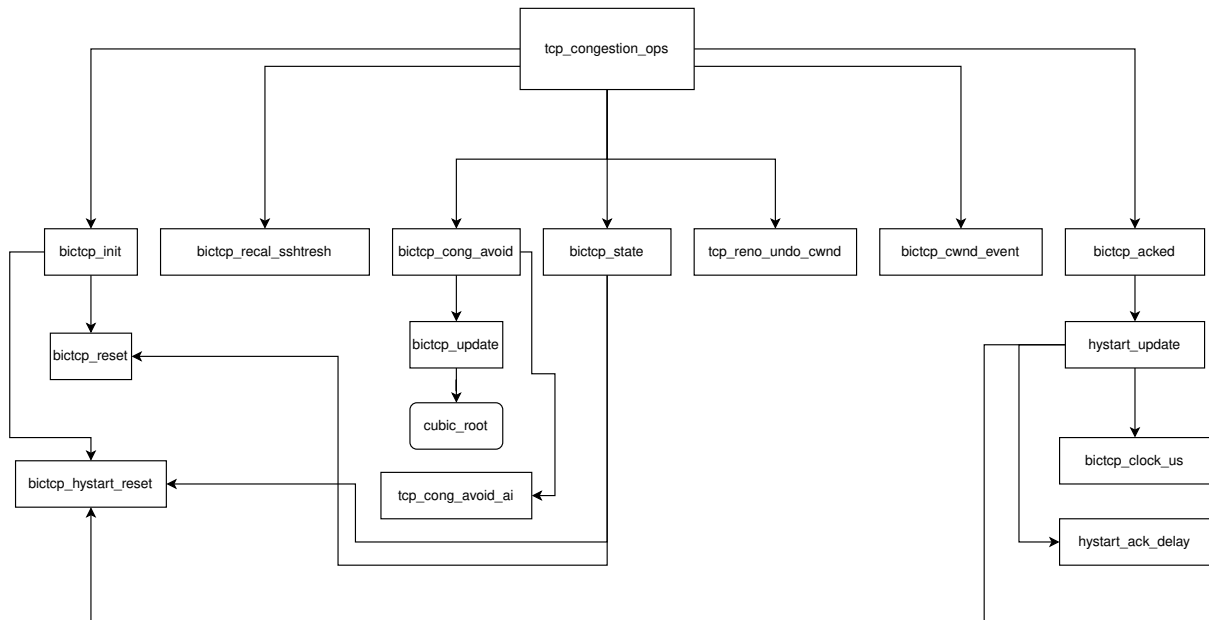 tcp_congestion_ops
bictcp_init
bictcp_recal_sshtresh
bictcp_cong_avoid
bictcp_state
tcp_reno_undo_cwnd
bictcp_cwnd_event
bictcp_acked
bictcp_reset
bictcp_update
hystart_update
cubic_root
bictcp_hystart_reset
tcp_cong_avoid_ai
bictcp_clock_us
hystart_ack_delay